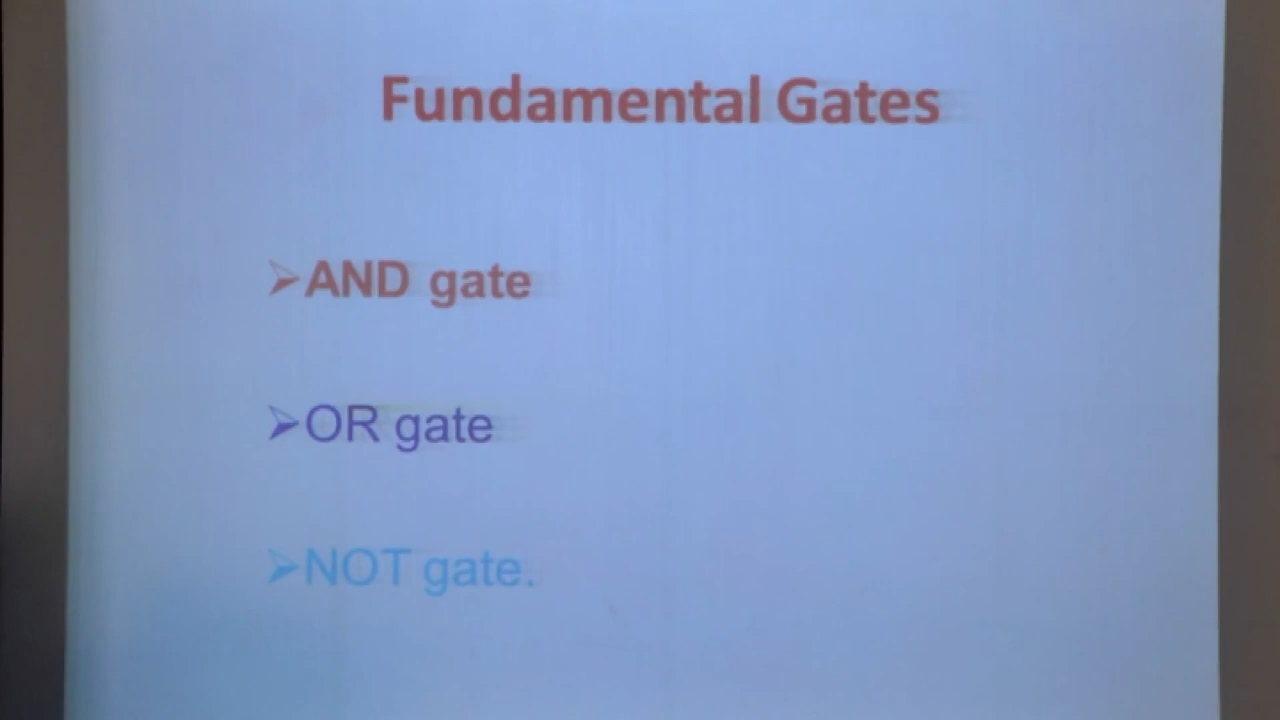 Fundamental Gates
➢AND gate
➢OR gate
➢NOT gate.